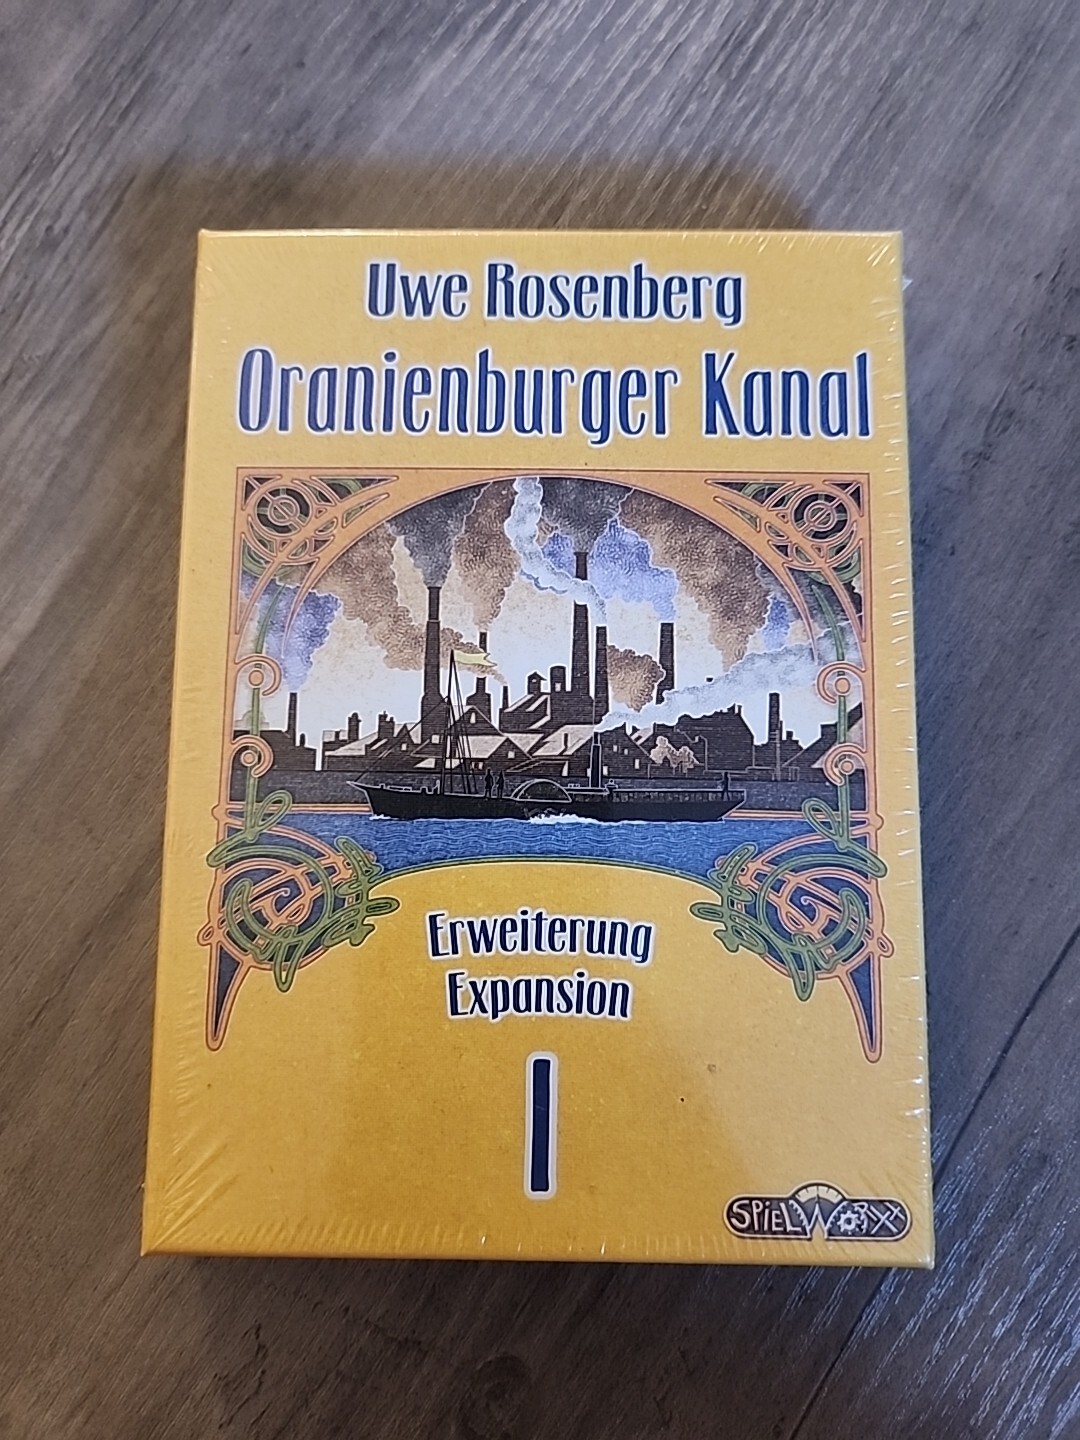 Uwe Rosenberg
Oranienburger Kanal
Erweiterung
Expansion
I
SPIELWORXX